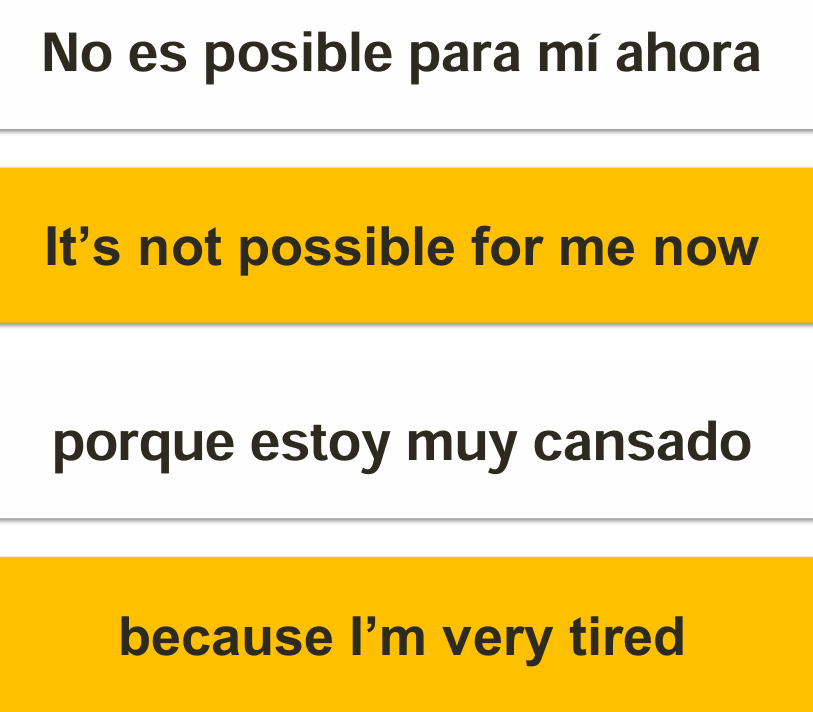 No es posible para mí ahora
It’s not possible for me now
porque estoy muy cansado
because I’m very tired